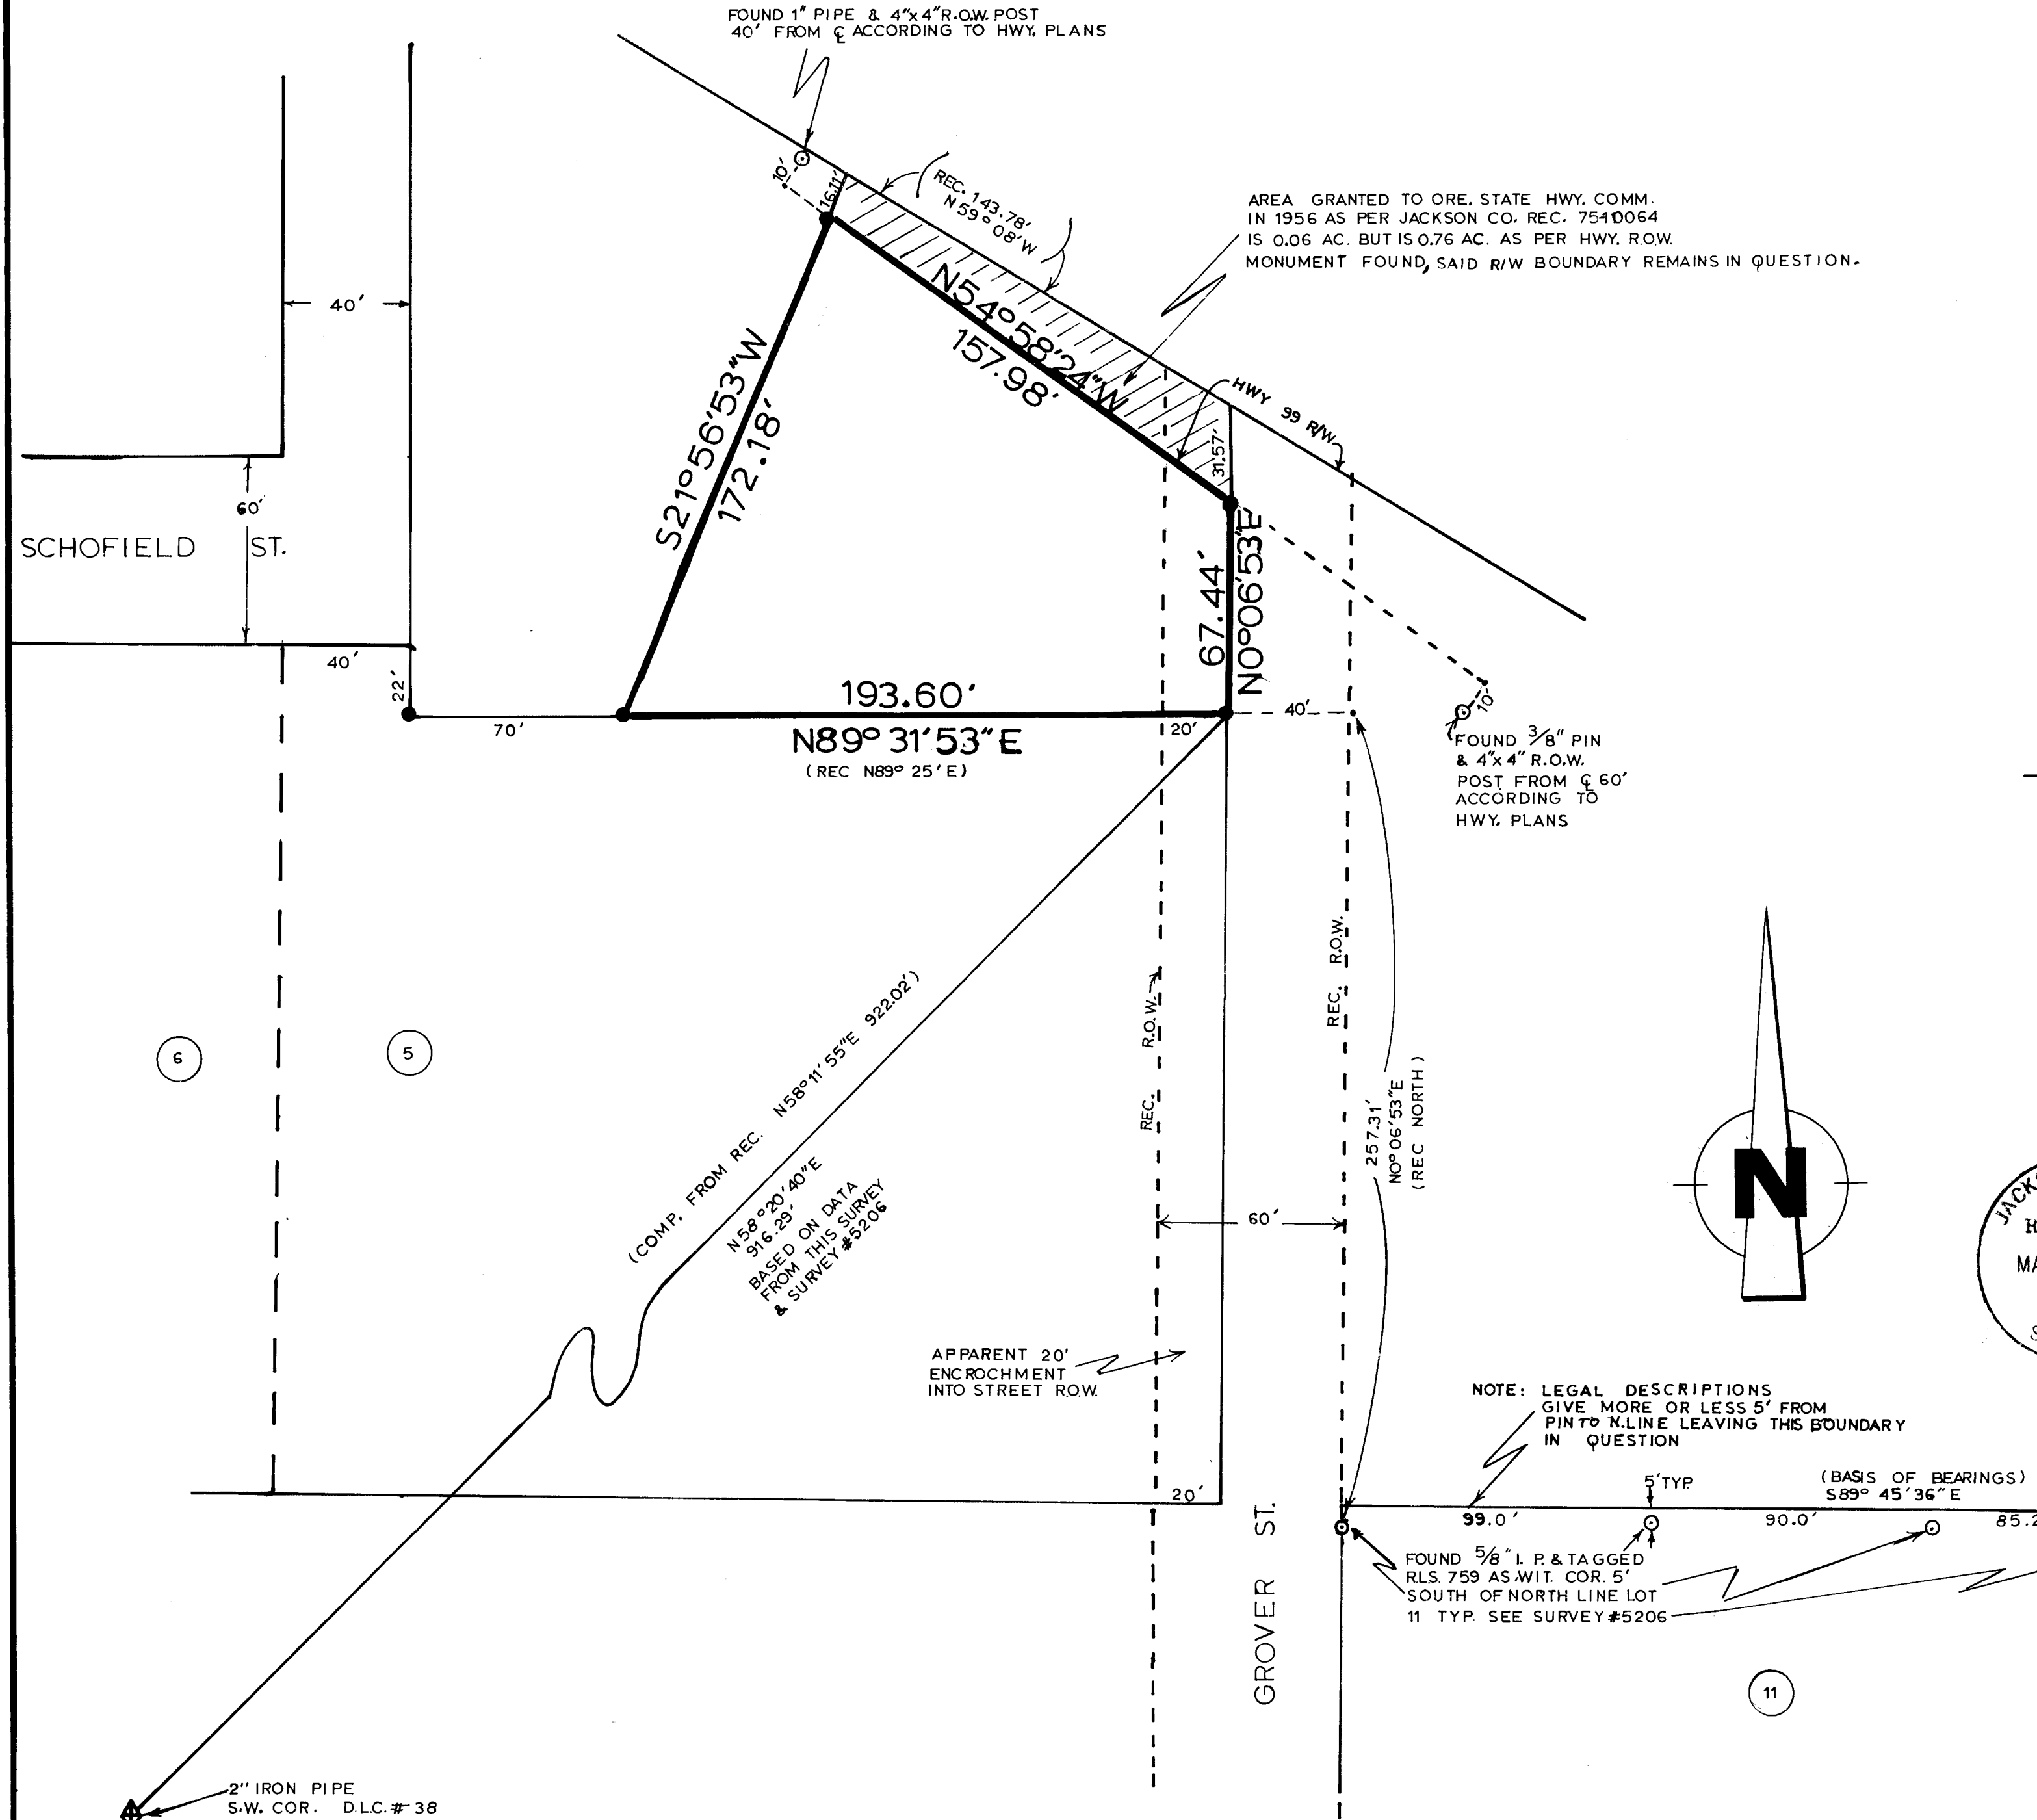 FOUND 1" PIPE & 4"x4" R.O.W. POST
40' FROM ℄ ACCORDING TO HWY. PLANS
10'
16.11'
REC. 143.78'
N 59° 08' W
AREA GRANTED TO ORE. STATE HWY. COMM.
IN 1956 AS PER JACKSON CO. REC.
IS 0.06 AC. BUT IS 0.76 AC. AS PER HWY. R.O.W.
MONUMENT FOUND, SAID R/W BOUNDARY REMAINS IN QUESTION.
40'
N54°58'24"W
157.98'
HWY 99 R/W
31.57'
S21°56'53"W
172.18'
60'
SCHOFIELD ST.
67.44'
N0°06'53"E
40'
22'
70'
193.60'
N89° 31'53"E
(REC N89° 25' E)
20'
40'
10'
FOUND 3/8" PIN
& 4"x4" R.O.W.
POST FROM ℄ 60'
ACCORDING TO
HWY. PLANS
REC. R.O.W.
REC. R.O.W.
(COMP. FROM REC. N58°11'55"E 922.02')
N58°20'40"E
916.29'
BASED ON DATA
FROM THIS SURVEY
& SURVEY #5206
6
5
257.31'
N0° 06'53"E
(REC NORTH)
60'
N
JACKS
MA
APPARENT 20'
ENCROCHMENT
INTO STREET R.O.W.
NOTE: LEGAL DESCRIPTIONS
GIVE MORE OR LESS 5' FROM
PIN TO N.LINE LEAVING THIS BOUNDARY
IN QUESTION
20'
5' TYP.
(BASIS OF BEARINGS)
S89° 45'36" E
99.0'
90.0'
85.2
GROVER ST.
FOUND 5/8" I. P. & TAGGED
R.L.S. 759 AS WIT. COR. 5'
SOUTH OF NORTH LINE LOT
11 TYP. SEE SURVEY #5206
11
2" IRON PIPE
S.W. COR. D.L.C. # 38